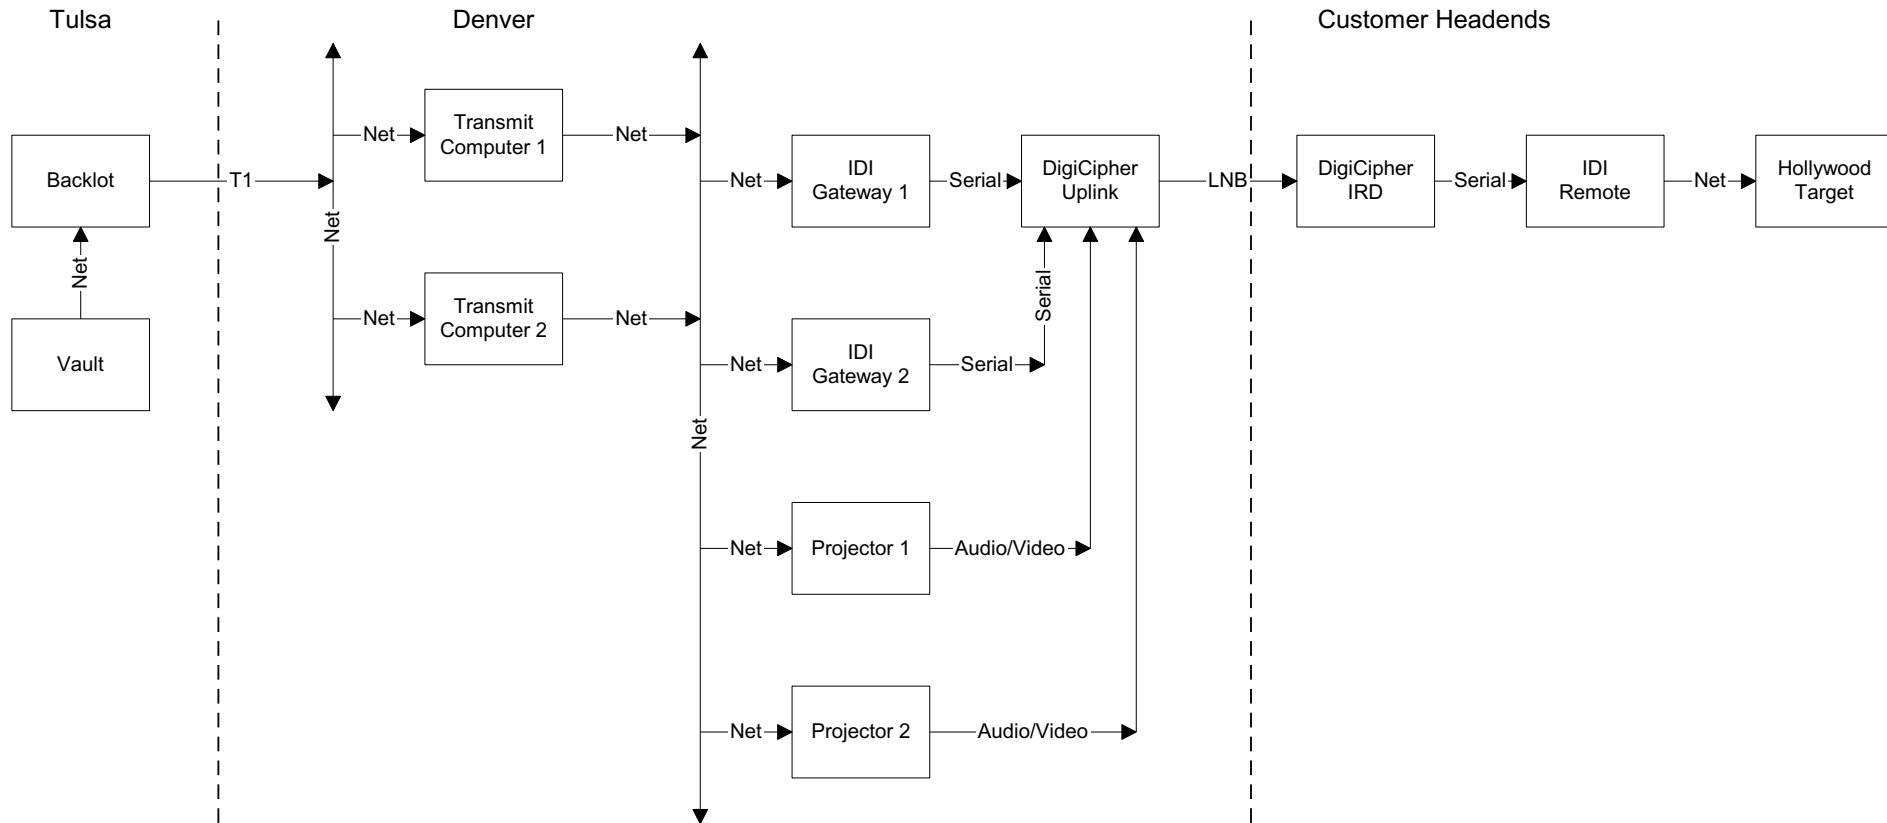 Tulsa
Denver
Customer Headends
Backlot
Net
Vault
T1
Net
Net
Transmit
Computer 1
Net
Net
Transmit
Computer 2
Net
Net
Net
IDI
Gateway 1
Serial
Net
IDI
Gateway 2
Serial
Serial
Net
Projector 1
Audio/Video
Net
Projector 2
Audio/Video
DigiCipher
Uplink
LNB
DigiCipher
IRD
Serial
IDI
Remote
Net
Hollywood
Target